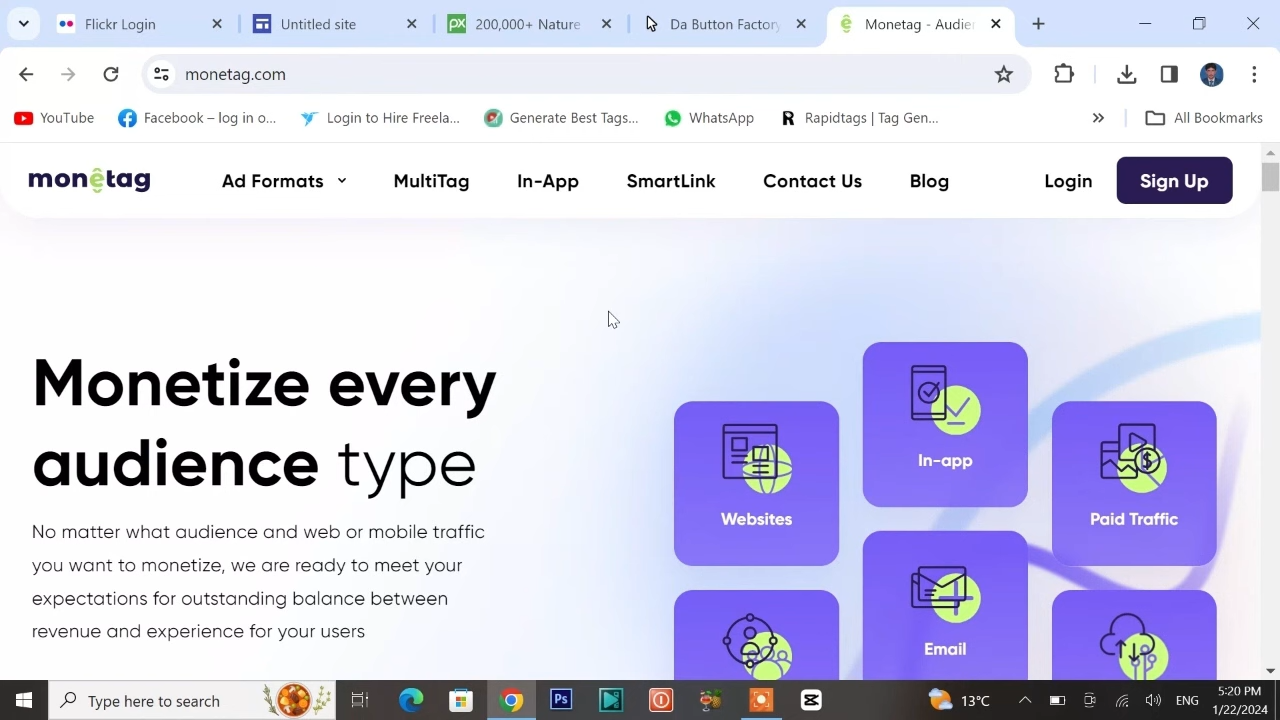 Flickr Login
Untitled site
200,000+ Nature
Da Button Factory
Monetag - Audien
monetag.com
YouTube
Facebook – log in o...
Login to Hire Freela...
Generate Best Tags...
WhatsApp
Rapidtags | Tag Gen...
All Bookmarks
monêtag
Ad Formats
MultiTag
In-App
SmartLink
Contact Us
Blog
Login
Sign Up
Monetize every
audience type
No matter what audience and web or mobile traffic
you want to monetize, we are ready to meet your
expectations for outstanding balance between
revenue and experience for your users
In-app
Websites
Paid Traffic
Email
Type here to search
Ps
13°C
ENG
5:20 PM
1/22/2024